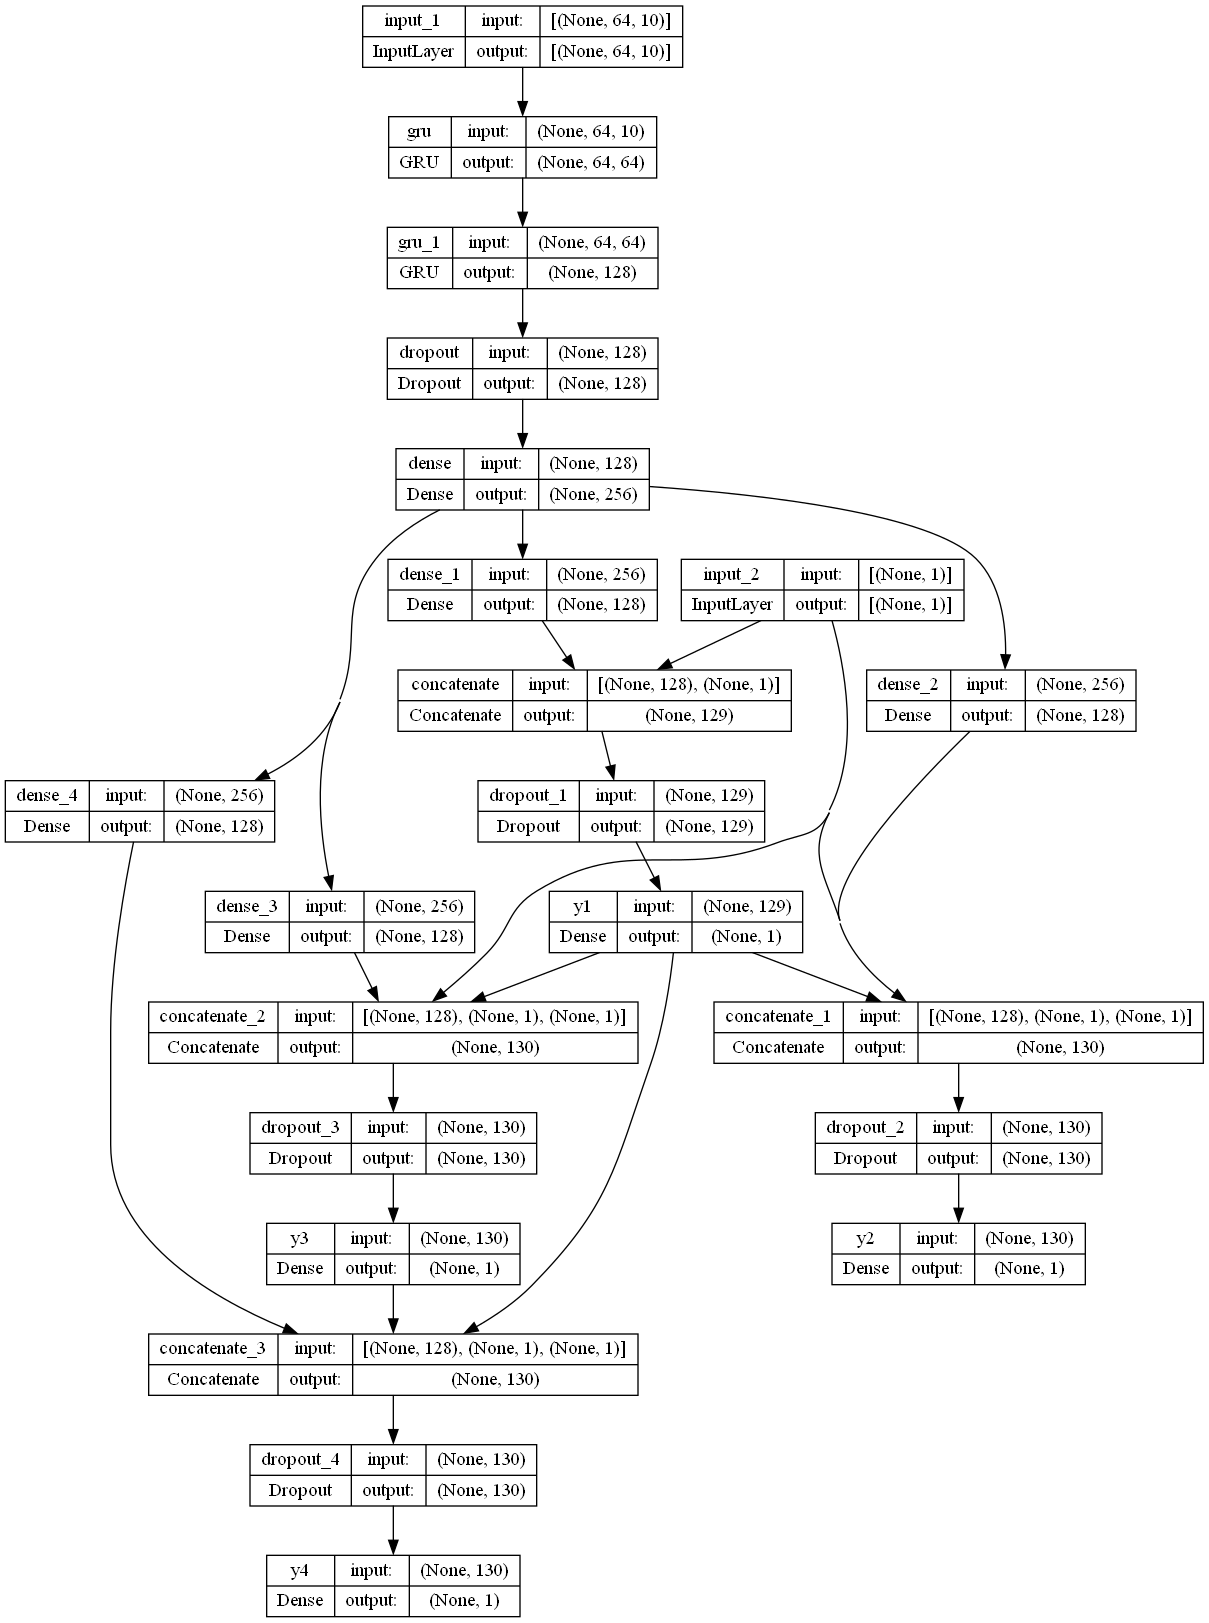 input_1 input: [(None, 64, 10)]
InputLayer output: [(None, 64, 10)]
gru input: (None, 64, 10)
GRU output: (None, 64, 64)
gru_1 input: (None, 64, 64)
GRU output: (None, 128)
dropout input: (None, 128)
Dropout output: (None, 128)
dense input: (None, 128)
Dense output: (None, 256)
dense_1 input: (None, 256)
Dense output: (None, 128)
input_2 input: [(None, 1)]
InputLayer output: [(None, 1)]
concatenate input: [(None, 128), (None, 1)]
Concatenate output: (None, 129)
dense_2 input: (None, 256)
Dense output: (None, 128)
dense_4 input: (None, 256)
Dense output: (None, 128)
dropout_1 input: (None, 129)
Dropout output: (None, 129)
dense_3 input: (None, 256)
Dense output: (None, 128)
y1 input: (None, 129)
Dense output: (None, 1)
concatenate_2 input: [(None, 128), (None, 1), (None, 1)]
Concatenate output: (None, 130)
concatenate_1 input: [(None, 128), (None, 1), (None, 1)]
Concatenate output: (None, 130)
dropout_3 input: (None, 130)
Dropout output: (None, 130)
dropout_2 input: (None, 130)
Dropout output: (None, 130)
y3 input: (None, 130)
Dense output: (None, 1)
y2 input: (None, 130)
Dense output: (None, 1)
concatenate_3 input: [(None, 128), (None, 1), (None, 1)]
Concatenate output: (None, 130)
dropout_4 input: (None, 130)
Dropout output: (None, 130)
y4 input: (None, 130)
Dense output: (None, 1)